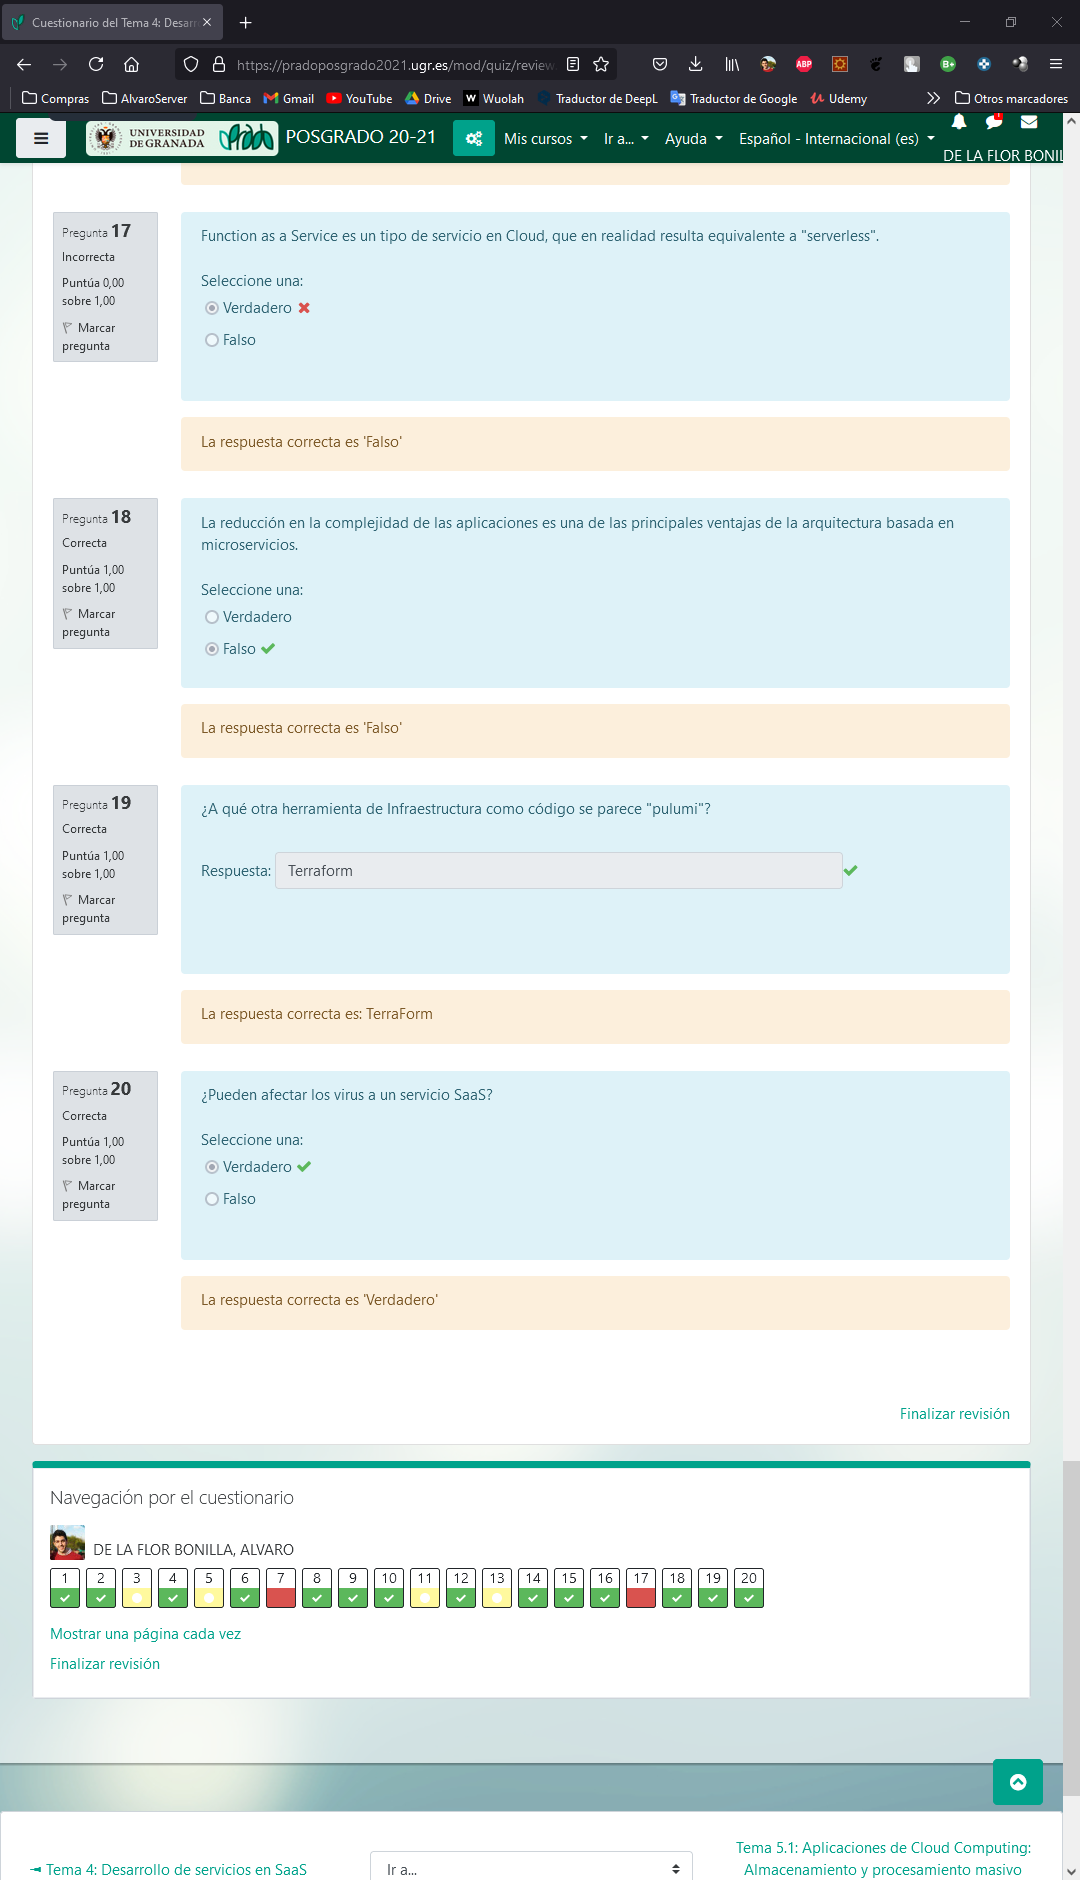 Cuestionario del Tema 4: Desarr
https://pradoposgrado2021.ugr.es/mod/quiz/review.
Compras AlvaroServer Banca Gmail YouTube Drive Wuolah Traductor de DeepL Traductor de Google Udemy Otros marcadores
UNIVERSIDAD DE GRANADA POSGRADO 20-21 Mis cursos Ir a... Ayuda Español - Internacional (es)
DE LA FLOR BONIL
Pregunta 17
Incorrecta
Puntúa 0,00
sobre 1,00
Marcar
pregunta
Function as a Service es un tipo de servicio en Cloud, que en realidad resulta equivalente a "serverless".
Seleccione una:
Verdadero
Falso
La respuesta correcta es 'Falso'
Pregunta 18
Correcta
Puntúa 1,00
sobre 1,00
Marcar
pregunta
La reducción en la complejidad de las aplicaciones es una de las principales ventajas de la arquitectura basada en
microservicios.
Seleccione una:
Verdadero
Falso
La respuesta correcta es 'Falso'
Pregunta 19
Correcta
Puntúa 1,00
sobre 1,00
Marcar
pregunta
¿A qué otra herramienta de Infraestructura como código se parece "pulumi"?
Respuesta: Terraform
La respuesta correcta es: TerraForm
Pregunta 20
Correcta
Puntúa 1,00
sobre 1,00
Marcar
pregunta
¿Pueden afectar los virus a un servicio SaaS?
Seleccione una:
Verdadero
Falso
La respuesta correcta es 'Verdadero'
Finalizar revisión
Navegación por el cuestionario
DE LA FLOR BONILLA, ALVARO
1 2 3 4 5 6 7 8 9 10 11 12 13 14 15 16 17 18 19 20
Mostrar una página cada vez
Finalizar revisión
◄ Tema 4: Desarrollo de servicios en SaaS
Ir a...
Tema 5.1: Aplicaciones de Cloud Computing:
Almacenamiento y procesamiento masivo